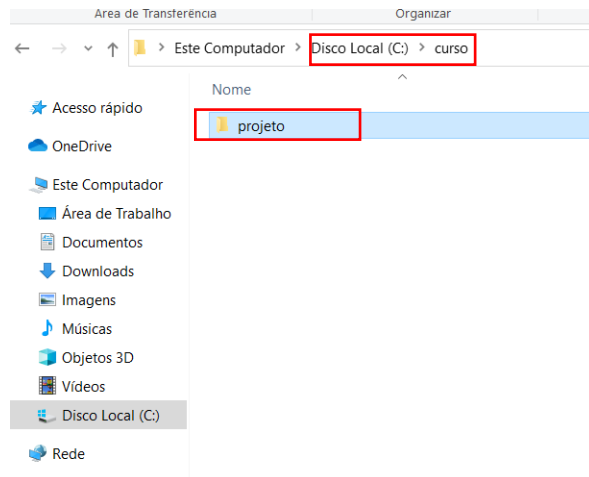 Área de Transferência Organizar
Este Computador > Disco Local (C:) > curso
Nome
projeto
Acesso rápido
OneDrive
Este Computador
Área de Trabalho
Documentos
Downloads
Imagens
Músicas
Objetos 3D
Vídeos
Disco Local (C:)
Rede